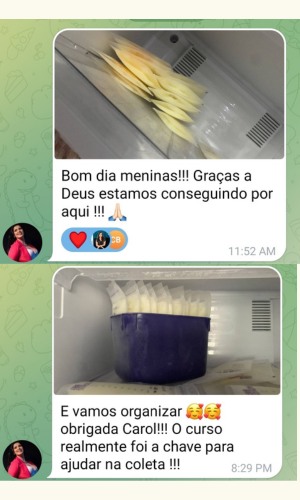 Bom dia meninas!!! Graças a
Deus estamos conseguindo por
aqui !!! 🙏🏻
❤️ CB
11:52 AM
E vamos organizar 🥰🥰
obrigada Carol!!! O curso
realmente foi a chave para
ajudar na coleta !!!
8:29 PM